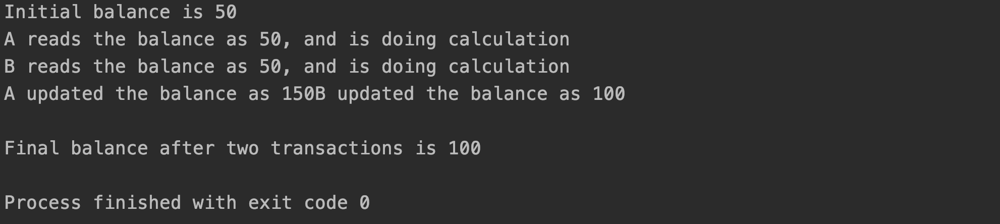 Initial balance is 50
A reads the balance as 50, and is doing calculation
B reads the balance as 50, and is doing calculation
A updated the balance as 150B updated the balance as 100
Final balance after two transactions is 100
Process finished with exit code 0